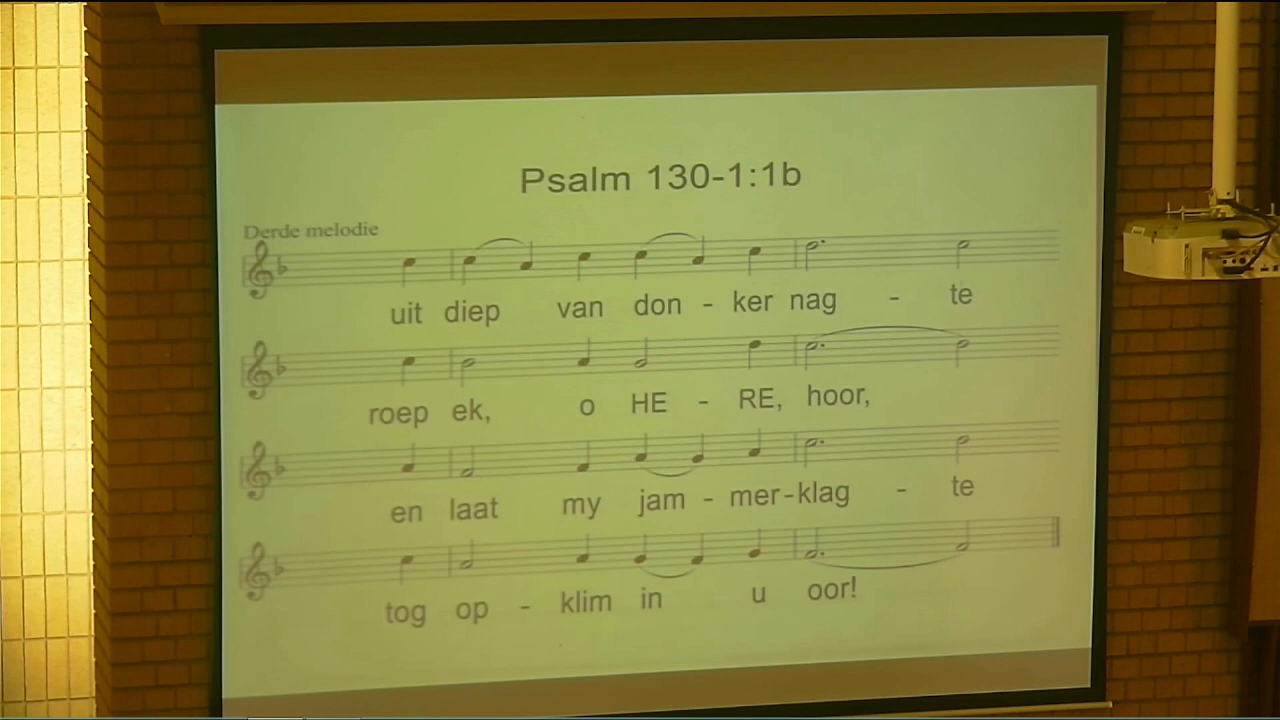 Psalm 130-1:1b
Derde melodie
uit diep van don - ker nag - te
roep ek, o HE - RE, hoor,
en laat my jam - mer-klag - te
tog op - klim in u oor!